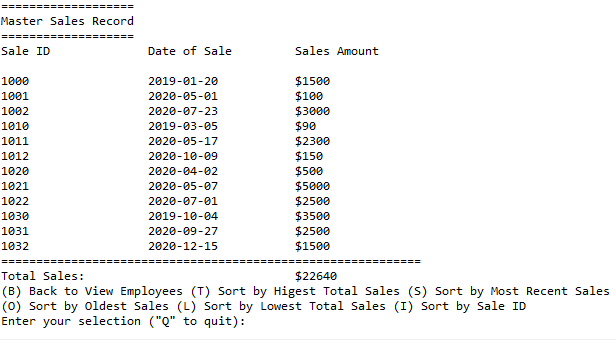 ===================
Master Sales Record
===================
Sale ID              Date of Sale         Sales Amount
1000                 2019-01-20           $1500
1001                 2020-05-01           $100
1002                 2020-07-23           $3000
1010                 2019-03-05           $90
1011                 2020-05-17           $2300
1012                 2020-10-09           $150
1020                 2020-04-02           $500
1021                 2020-05-07           $5000
1022                 2020-07-01           $2500
1030                 2019-10-04           $3500
1031                 2020-09-27           $2500
1032                 2020-12-15           $1500
============================================================
Total Sales:                              $22640
(B) Back to View Employees (T) Sort by Higest Total Sales (S) Sort by Most Recent Sales
(O) Sort by Oldest Sales (L) Sort by Lowest Total Sales (I) Sort by Sale ID
Enter your selection ("Q" to quit):